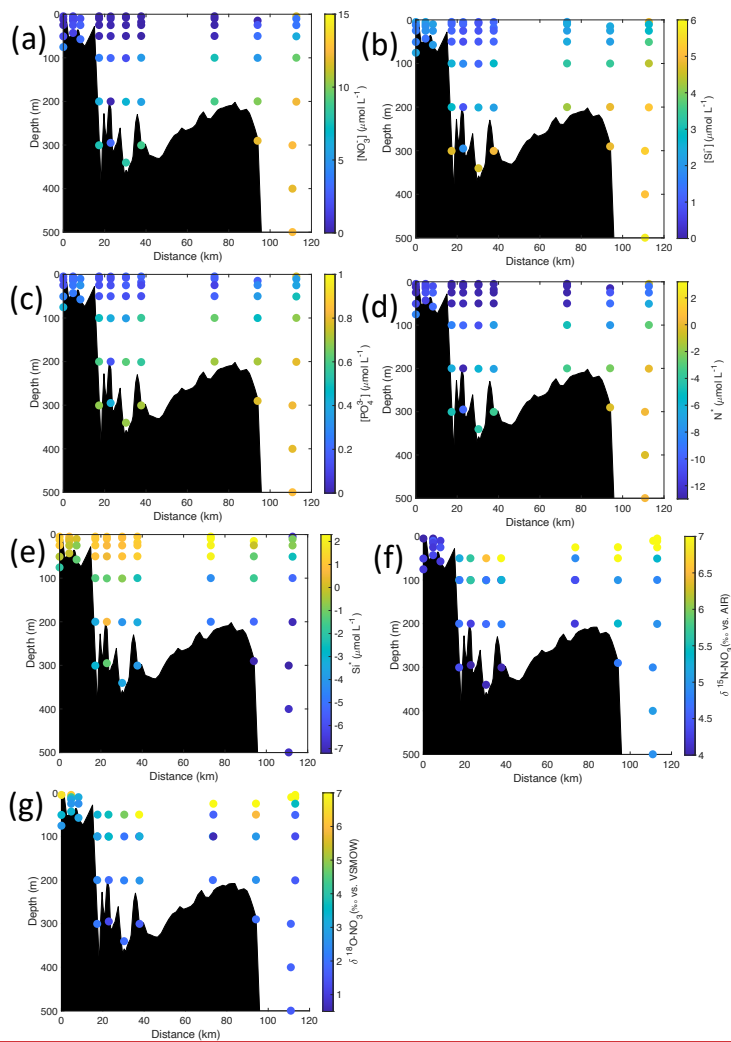 (a)
0
100
200
300
400
500
Depth (m)
0 20 40 60 80 100 120
Distance (km)
15
10
5
0
[NO₃⁻] (μmol L⁻¹)
(b)
0
100
200
300
400
500
Depth (m)
0 20 40 60 80 100 120
Distance (km)
6
5
4
3
2
1
0
(c)
0
100
200
300
400
500
Depth (m)
0 20 40 60 80 100 120
Distance (km)
1
0.8
0.6
0.4
0.2
0
[PO₄³⁻] (μmol L⁻¹)
(d)
0
100
200
300
400
500
Depth (m)
0 20 40 60 80 100 120
Distance (km)
2
0
-2
-4
-6
-8
-10
-12
N* (μmol L⁻¹)
(e)
0
100
200
300
400
500
Depth (m)
0 20 40 60 80 100 120
Distance (km)
2
1
0
-1
-2
-3
-4
-5
-6
-7
Si* (μmol L⁻¹)
(f)
0
100
200
300
400
500
Depth (m)
0 20 40 60 80 100 120
Distance (km)
7
6.5
6
5.5
5
4.5
4
δ ¹⁵N-NO₃ (‰ vs. AIR)
(g)
0
100
200
300
400
500
Depth (m)
0 20 40 60 80 100 120
Distance (km)
7
6
5
4
3
2
1
δ ¹⁸O-NO₃ (‰ vs. VSMOW)